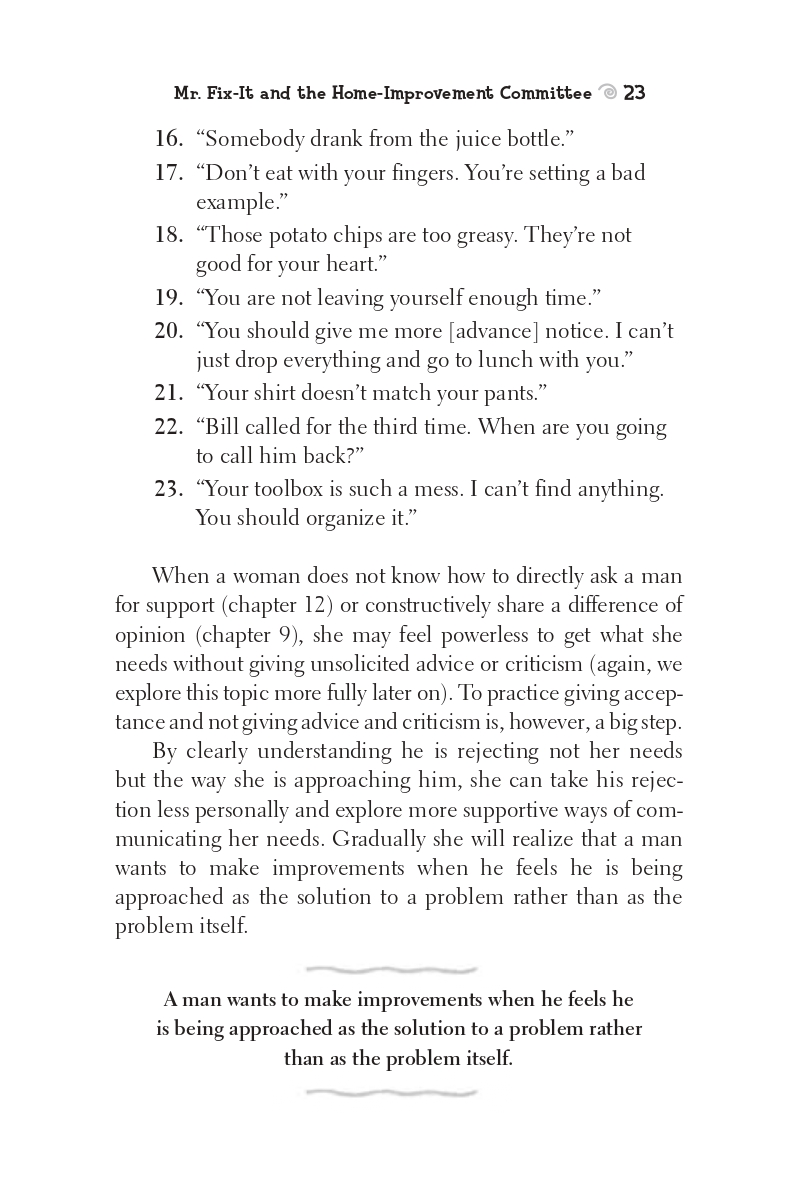 Mr. Fix-It and the Home-Improvement Committee 23
16. “Somebody drank from the juice bottle.”
17. “Don’t eat with your fingers. You’re setting a bad
example.”
18. “Those potato chips are too greasy. They’re not
good for your heart.”
19. “You are not leaving yourself enough time.”
20. “You should give me more [advance] notice. I can’t
just drop everything and go to lunch with you.”
21. “Your shirt doesn’t match your pants.”
22. “Bill called for the third time. When are you going
to call him back?”
23. “Your toolbox is such a mess. I can’t find anything.
You should organize it.”
When a woman does not know how to directly ask a man
for support (chapter 12) or constructively share a difference of
opinion (chapter 9), she may feel powerless to get what she
needs without giving unsolicited advice or criticism (again, we
explore this topic more fully later on). To practice giving accep-
tance and not giving advice and criticism is, however, a big step.
By clearly understanding he is rejecting not her needs
but the way she is approaching him, she can take his rejec-
tion less personally and explore more supportive ways of com-
municating her needs. Gradually she will realize that a man
wants to make improvements when he feels he is being
approached as the solution to a problem rather than as the
problem itself.
A man wants to make improvements when he feels he
is being approached as the solution to a problem rather
than as the problem itself.